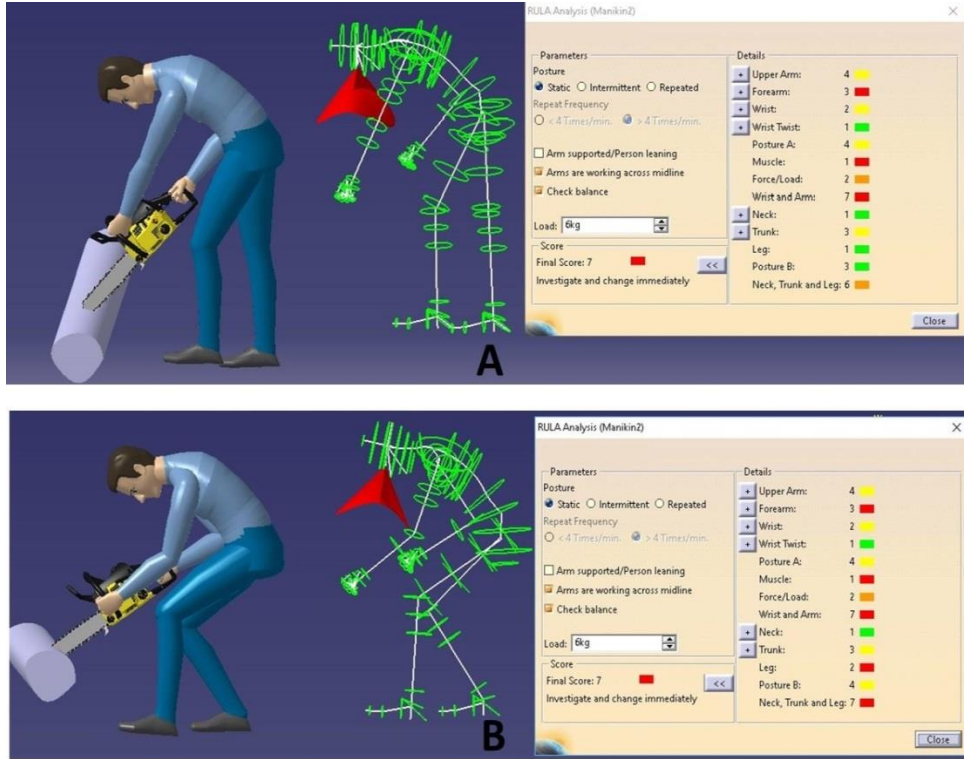 RULA Analysis (Manikin2)
Parameters
Posture
Static Intermittent Repeated
Repeat Frequency
< 4 Times/min. > 4 Times/min.
Arm supported/Person leaning
Arms are working across midline
Check balance
Load: 6kg
Score
Final Score: 7 <<
Investigate and change immediately
Details
+ Upper Arm: 4
+ Forearm: 3
+ Wrist: 2
+ Wrist Twist: 1
Posture A: 4
Muscle: 1
Force/Load: 2
Wrist and Arm: 7
+ Neck: 1
+ Trunk: 3
Leg: 1
Posture B: 3
Neck, Trunk and Leg: 6
Close
A
RULA Analysis (Manikin2)
Parameters
Posture
Static Intermittent Repeated
Repeat Frequency
< 4 Times/min. > 4 Times/min.
Arm supported/Person leaning
Arms are working across midline
Check balance
Load: 6kg
Score
Final Score: 7 <<
Investigate and change immediately
Details
+ Upper Arm: 4
+ Forearm: 3
+ Wrist: 2
+ Wrist Twist: 1
Posture A: 4
Muscle: 1
Force/Load: 2
Wrist and Arm: 7
+ Neck: 1
+ Trunk: 3
Leg: 2
Posture B: 4
Neck, Trunk and Leg: 7
Close
B